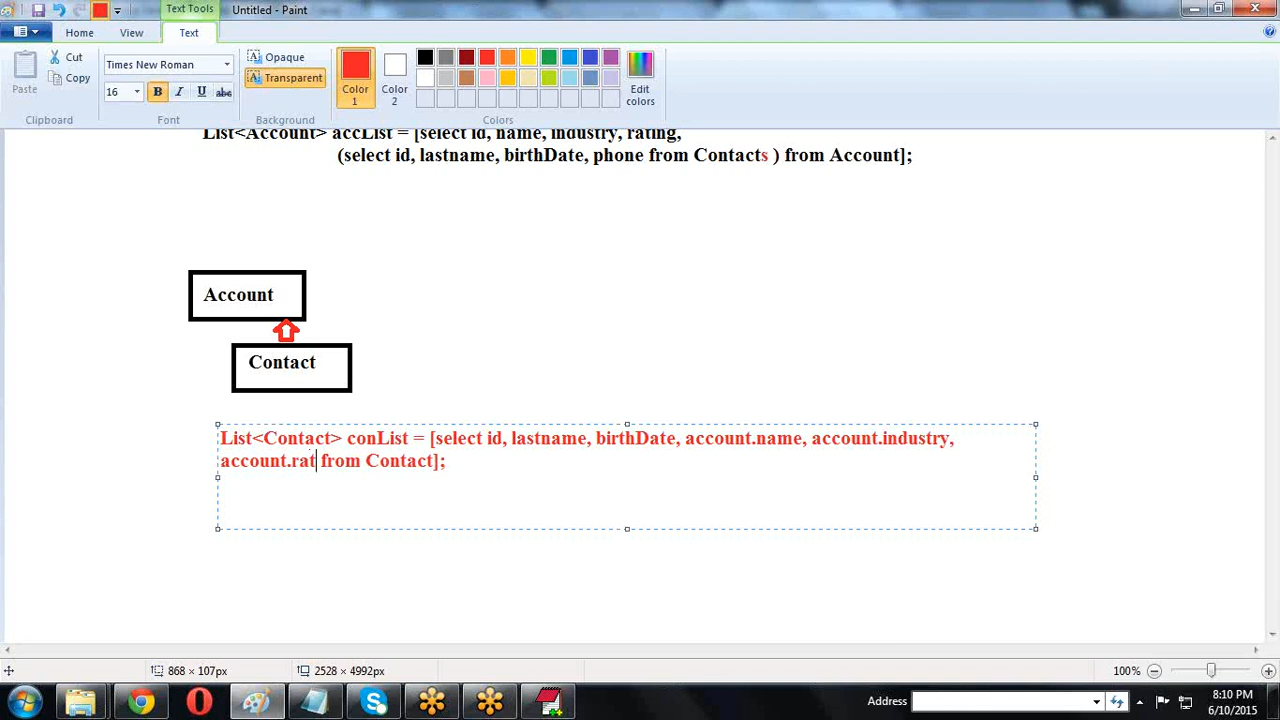 Text Tools
Untitled - Paint
Home
View
Text
Paste
Cut
Copy
Clipboard
Times New Roman
16
B
I
U
abc
Font
Opaque
Transparent
Background
Color 1
Color 2
Edit colors
Colors
List<Account> accList = [select id, name, industry, rating,
(select id, lastname, birthDate, phone from Contacts ) from Account];
Account
Contact
List<Contact> conList = [select id, lastname, birthDate, account.name, account.industry,
account.rat from Contact];
868 × 107px
2528 × 4992px
100%
Address
8:10 PM
6/10/2015